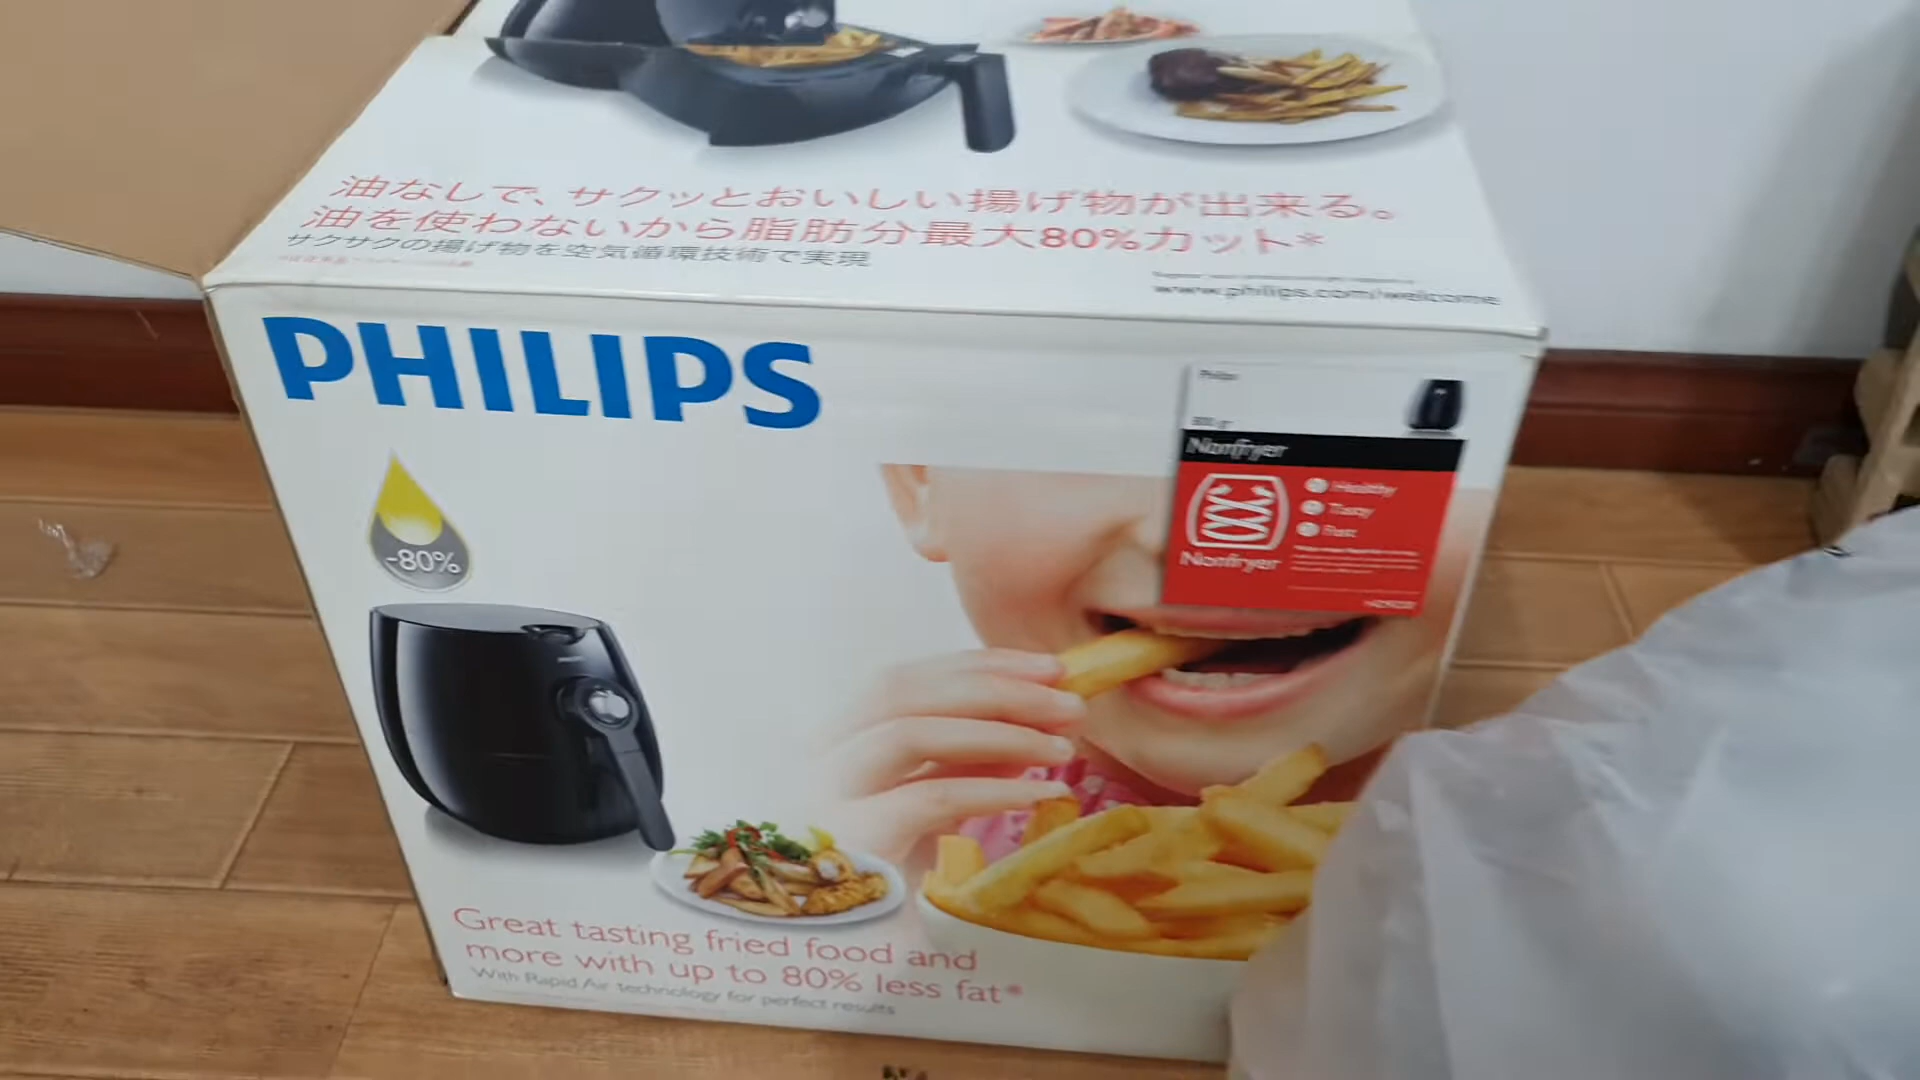 油なしで、サクッとおいしい揚げ物が出来る。
油を使わないから脂肪分最大80%カット*
サクサクの揚げ物を空気循環技術で実現
www.philips.com/welcome
PHILIPS
Philips
Nonfryer
Healthy
Tasty
Fast
Nonfryer
-80%
Great tasting fried food and
more with up to 80% less fat*
With Rapid Air technology for perfect results